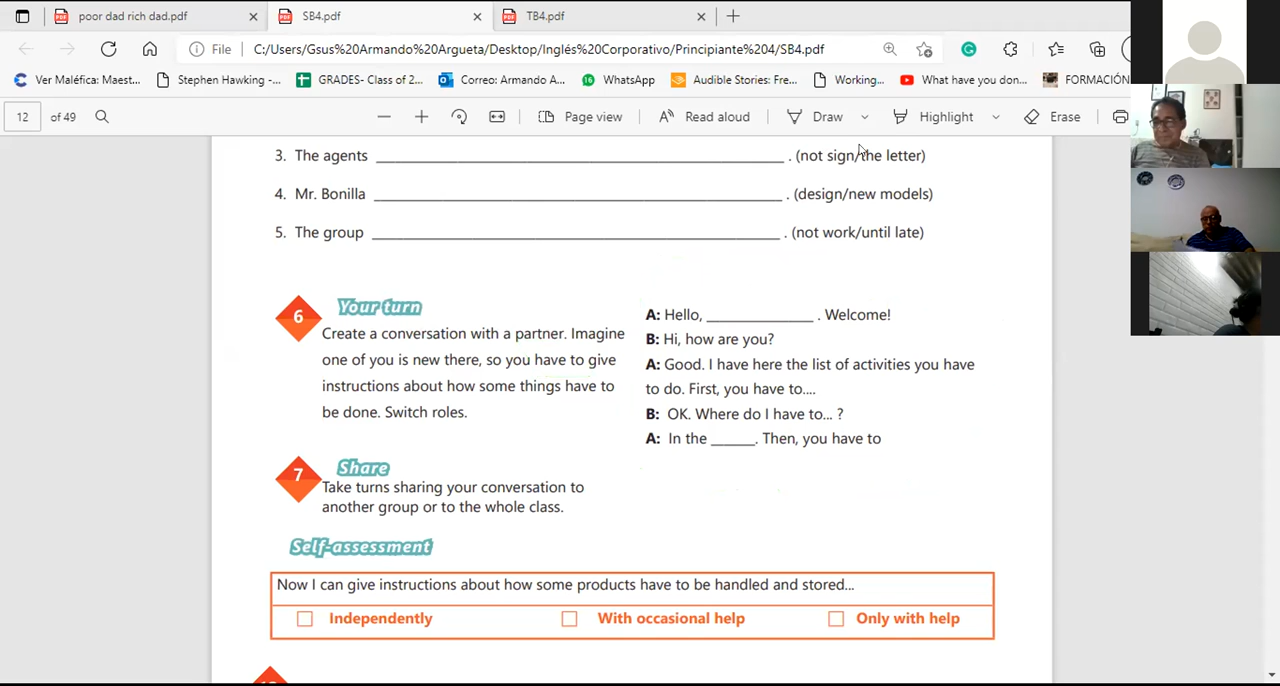 poor dad rich dad.pdf
SB4.pdf
TB4.pdf
File C:/Users/Gsus%20Armando%20Argueta/Desktop/Inglés%20Corporativo/Principiante%204/SB4.pdf
Ver Maléfica: Maest... Stephen Hawking -... GRADES- Class of 2... Correo: Armando A... WhatsApp Audible Stories: Fre... Working... What have you don... FORMACIÓN
12 of 49 Page view Read aloud Draw Highlight Erase
3. The agents ____________________ . (not sign/the letter)
4. Mr. Bonilla ____________________ . (design/new models)
5. The group ____________________ . (not work/until late)
6 Your turn
Create a conversation with a partner. Imagine
one of you is new there, so you have to give
instructions about how some things have to
be done. Switch roles.
A: Hello, ______________ . Welcome!
B: Hi, how are you?
A: Good. I have here the list of activities you have
to do. First, you have to....
B: OK. Where do I have to... ?
A: In the ______. Then, you have to
7 Share
Take turns sharing your conversation to
another group or to the whole class.
Self-assessment
Now I can give instructions about how some products have to be handled and stored...
Independently With occasional help Only with help